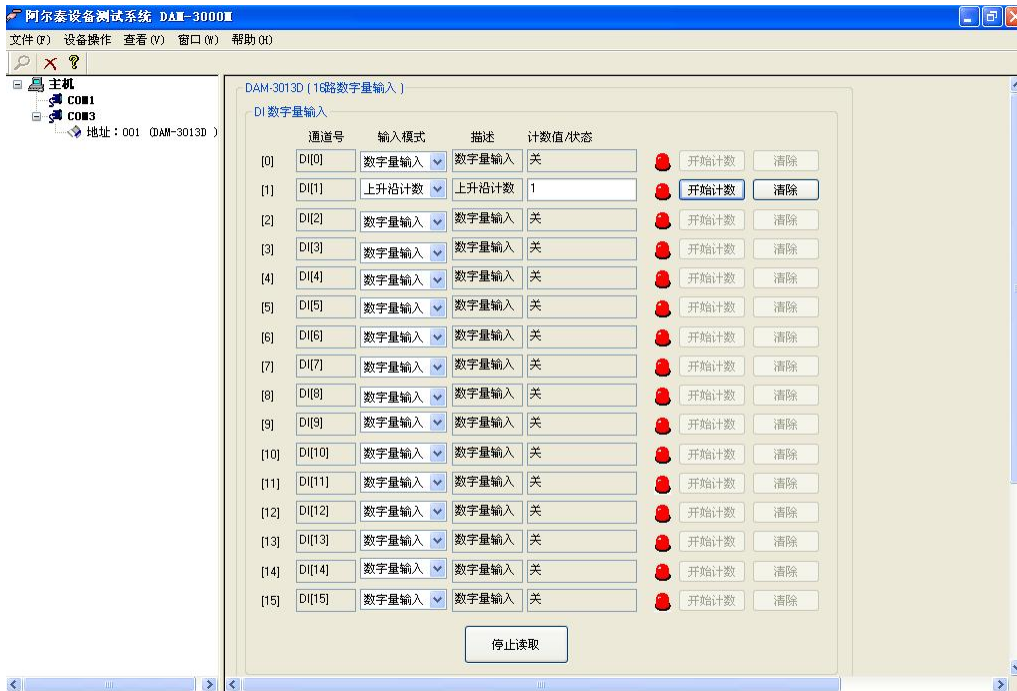 阿尔泰设备测试系统 DAM-3000M
文件(F) 设备操作 查看(V) 窗口(W) 帮助(H)
主机
COM1
COM3
地址:001 (DAM-3013D )
DAM-3013D ( 16路数字量输入 )
DI 数字量输入
通道号 输入模式 描述 计数值/状态
[0] DI[0] 数字量输入 数字量输入 关 开始计数 清除
[1] DI[1] 上升沿计数 上升沿计数 1 开始计数 清除
[2] DI[2] 数字量输入 数字量输入 关 开始计数 清除
[3] DI[3] 数字量输入 数字量输入 关 开始计数 清除
[4] DI[4] 数字量输入 数字量输入 关 开始计数 清除
[5] DI[5] 数字量输入 数字量输入 关 开始计数 清除
[6] DI[6] 数字量输入 数字量输入 关 开始计数 清除
[7] DI[7] 数字量输入 数字量输入 关 开始计数 清除
[8] DI[8] 数字量输入 数字量输入 关 开始计数 清除
[9] DI[9] 数字量输入 数字量输入 关 开始计数 清除
[10] DI[10] 数字量输入 数字量输入 关 开始计数 清除
[11] DI[11] 数字量输入 数字量输入 关 开始计数 清除
[12] DI[12] 数字量输入 数字量输入 关 开始计数 清除
[13] DI[13] 数字量输入 数字量输入 关 开始计数 清除
[14] DI[14] 数字量输入 数字量输入 关 开始计数 清除
[15] DI[15] 数字量输入 数字量输入 关 开始计数 清除
停止读取